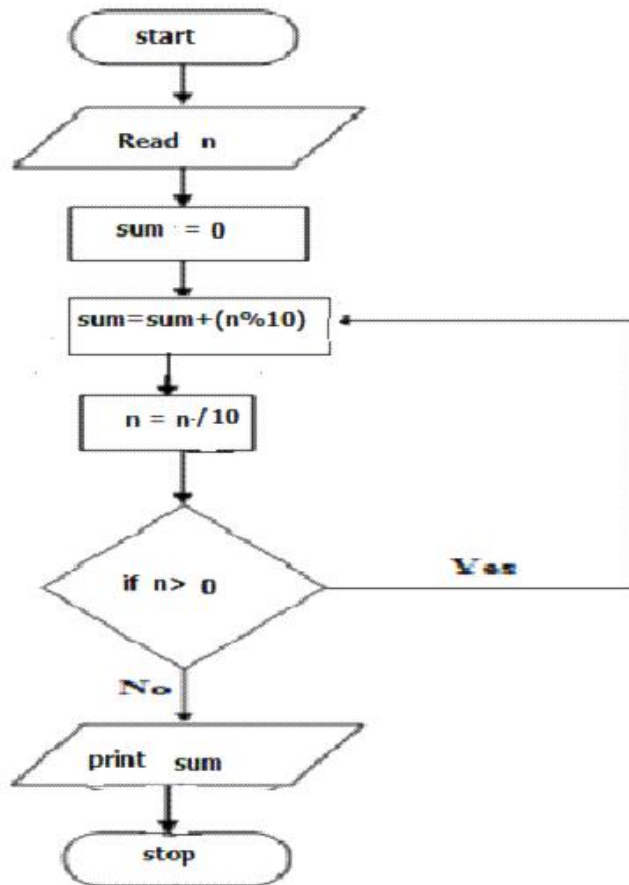 start
Read n
sum = 0
sum=sum+(n%10)
n = n/10
if n> 0
Yes
No
print sum
stop